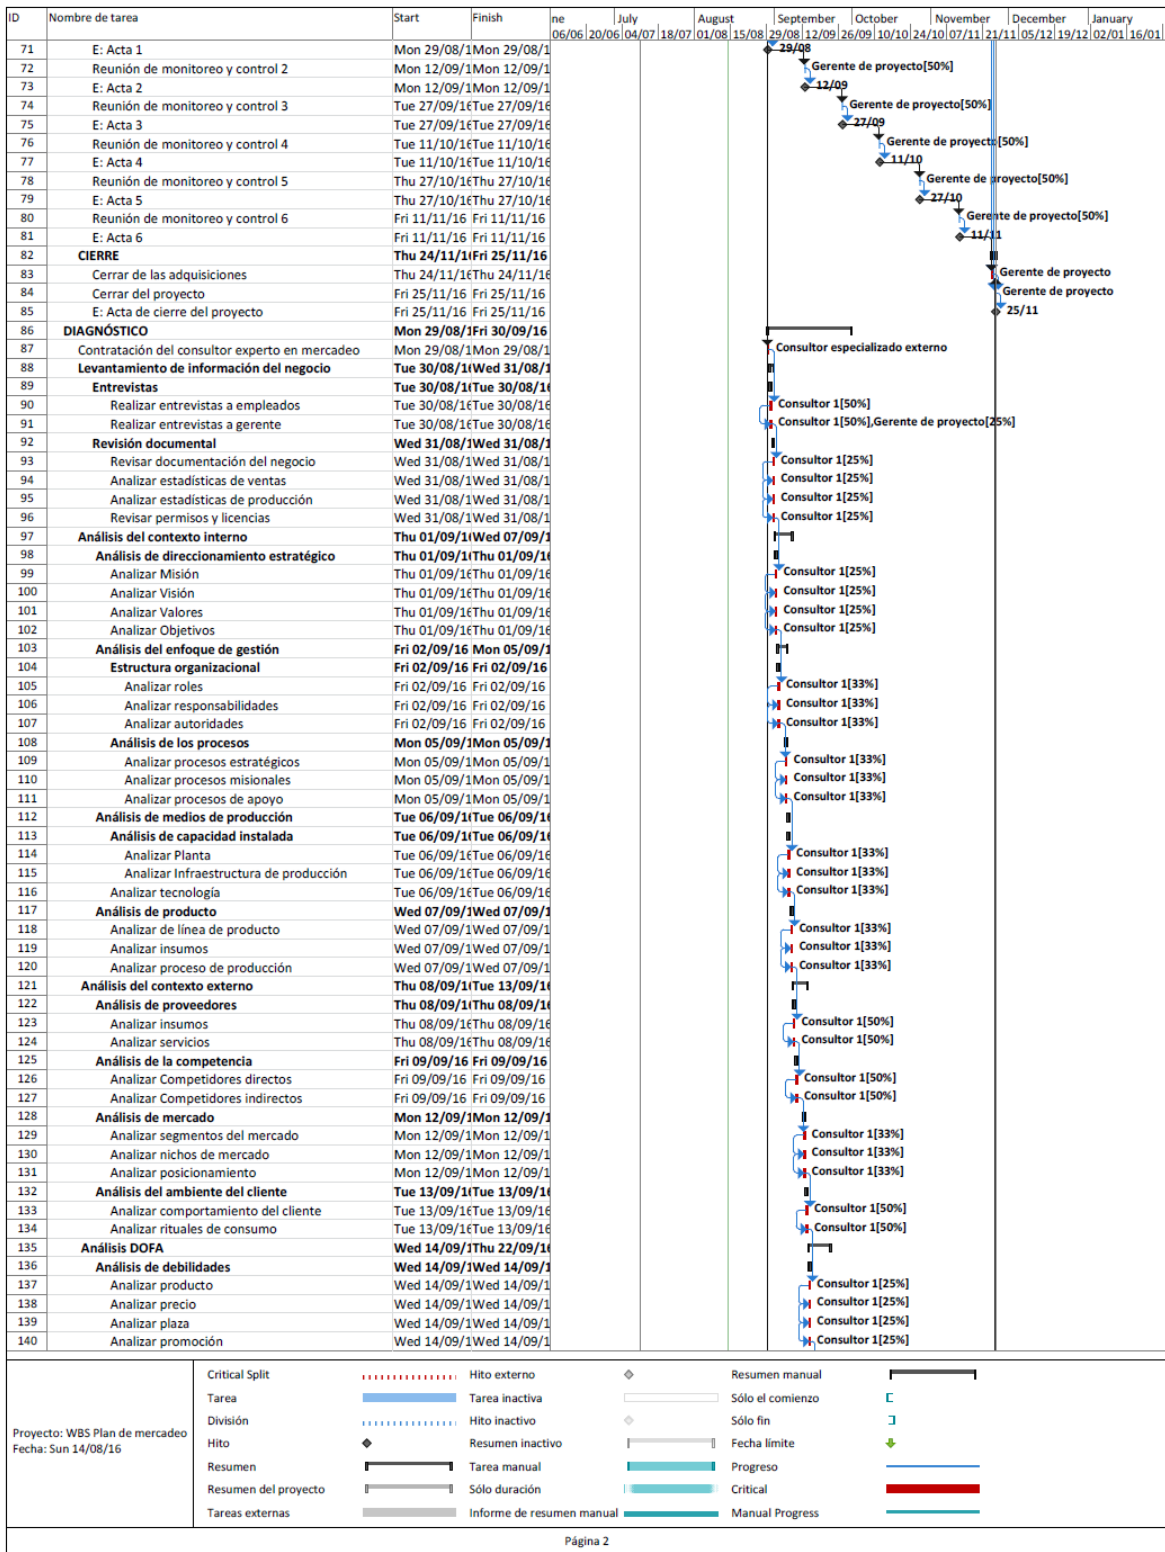 ID Nombre de tarea Start Finish ne July August September October November December January
06/06 20/06 04/07 18/07 01/08 15/08 29/08 12/09 26/09 10/10 24/10 07/11 21/11 05/12 19/12 02/01 16/01
71 E: Acta 1 Mon 29/08/1 Mon 29/08/1 29/08
72 Reunión de monitoreo y control 2 Mon 12/09/1 Mon 12/09/1 Gerente de proyecto[50%]
73 E: Acta 2 Mon 12/09/1 Mon 12/09/1 12/09
74 Reunión de monitoreo y control 3 Tue 27/09/16 Tue 27/09/16 Gerente de proyecto[50%]
75 E: Acta 3 Tue 27/09/16 Tue 27/09/16 27/09
76 Reunión de monitoreo y control 4 Tue 11/10/16 Tue 11/10/16 Gerente de proyecto[50%]
77 E: Acta 4 Tue 11/10/16 Tue 11/10/16 11/10
78 Reunión de monitoreo y control 5 Thu 27/10/16 Thu 27/10/16 Gerente de proyecto[50%]
79 E: Acta 5 Thu 27/10/16 Thu 27/10/16 27/10
80 Reunión de monitoreo y control 6 Fri 11/11/16 Fri 11/11/16 Gerente de proyecto[50%]
81 E: Acta 6 Fri 11/11/16 Fri 11/11/16 11/11
82 CIERRE Thu 24/11/16 Fri 25/11/16
83 Cerrar de las adquisiciones Thu 24/11/16 Thu 24/11/16 Gerente de proyecto
84 Cerrar del proyecto Fri 25/11/16 Fri 25/11/16 Gerente de proyecto
85 E: Acta de cierre del proyecto Fri 25/11/16 Fri 25/11/16 25/11
86 DIAGNÓSTICO Mon 29/08/1 Fri 30/09/16
87 Contratación del consultor experto en mercadeo Mon 29/08/1 Mon 29/08/1 Consultor especializado externo
88 Levantamiento de información del negocio Tue 30/08/16 Wed 31/08/1
89 Entrevistas Tue 30/08/16 Tue 30/08/16
90 Realizar entrevistas a empleados Tue 30/08/16 Tue 30/08/16 Consultor 1[50%]
91 Realizar entrevistas a gerente Tue 30/08/16 Tue 30/08/16 Consultor 1[50%],Gerente de proyecto[25%]
92 Revisión documental Wed 31/08/1 Wed 31/08/1
93 Revisar documentación del negocio Wed 31/08/1 Wed 31/08/1 Consultor 1[25%]
94 Analizar estadísticas de ventas Wed 31/08/1 Wed 31/08/1 Consultor 1[25%]
95 Analizar estadísticas de producción Wed 31/08/1 Wed 31/08/1 Consultor 1[25%]
96 Revisar permisos y licencias Wed 31/08/1 Wed 31/08/1 Consultor 1[25%]
97 Análisis del contexto interno Thu 01/09/16 Wed 07/09/1
98 Análisis de direccionamiento estratégico Thu 01/09/16 Thu 01/09/16
99 Analizar Misión Thu 01/09/16 Thu 01/09/16 Consultor 1[25%]
100 Analizar Visión Thu 01/09/16 Thu 01/09/16 Consultor 1[25%]
101 Analizar Valores Thu 01/09/16 Thu 01/09/16 Consultor 1[25%]
102 Analizar Objetivos Thu 01/09/16 Thu 01/09/16 Consultor 1[25%]
103 Análisis del enfoque de gestión Fri 02/09/16 Mon 05/09/1
104 Estructura organizacional Fri 02/09/16 Fri 02/09/16
105 Analizar roles Fri 02/09/16 Fri 02/09/16 Consultor 1[33%]
106 Analizar responsabilidades Fri 02/09/16 Fri 02/09/16 Consultor 1[33%]
107 Analizar autoridades Fri 02/09/16 Fri 02/09/16 Consultor 1[33%]
108 Análisis de los procesos Mon 05/09/1 Mon 05/09/1
109 Analizar procesos estratégicos Mon 05/09/1 Mon 05/09/1 Consultor 1[33%]
110 Analizar procesos misionales Mon 05/09/1 Mon 05/09/1 Consultor 1[33%]
111 Analizar procesos de apoyo Mon 05/09/1 Mon 05/09/1 Consultor 1[33%]
112 Análisis de medios de producción Tue 06/09/16 Tue 06/09/16
113 Análisis de capacidad instalada Tue 06/09/16 Tue 06/09/16
114 Analizar Planta Tue 06/09/16 Tue 06/09/16 Consultor 1[33%]
115 Analizar Infraestructura de producción Tue 06/09/16 Tue 06/09/16 Consultor 1[33%]
116 Analizar tecnología Tue 06/09/16 Tue 06/09/16 Consultor 1[33%]
117 Análisis de producto Wed 07/09/1 Wed 07/09/1
118 Analizar de línea de producto Wed 07/09/1 Wed 07/09/1 Consultor 1[33%]
119 Analizar insumos Wed 07/09/1 Wed 07/09/1 Consultor 1[33%]
120 Analizar proceso de producción Wed 07/09/1 Wed 07/09/1 Consultor 1[33%]
121 Análisis del contexto externo Thu 08/09/16 Tue 13/09/16
122 Análisis de proveedores Thu 08/09/16 Thu 08/09/16
123 Analizar insumos Thu 08/09/16 Thu 08/09/16 Consultor 1[50%]
124 Analizar servicios Thu 08/09/16 Thu 08/09/16 Consultor 1[50%]
125 Análisis de la competencia Fri 09/09/16 Fri 09/09/16
126 Analizar Competidores directos Fri 09/09/16 Fri 09/09/16 Consultor 1[50%]
127 Analizar Competidores indirectos Fri 09/09/16 Fri 09/09/16 Consultor 1[50%]
128 Análisis de mercado Mon 12/09/1 Mon 12/09/1
129 Analizar segmentos del mercado Mon 12/09/1 Mon 12/09/1 Consultor 1[33%]
130 Analizar nichos de mercado Mon 12/09/1 Mon 12/09/1 Consultor 1[33%]
131 Analizar posicionamiento Mon 12/09/1 Mon 12/09/1 Consultor 1[33%]
132 Análisis del ambiente del cliente Tue 13/09/16 Tue 13/09/16
133 Analizar comportamiento del cliente Tue 13/09/16 Tue 13/09/16 Consultor 1[50%]
134 Analizar rituales de consumo Tue 13/09/16 Tue 13/09/16 Consultor 1[50%]
135 Análisis DOFA Wed 14/09/1 Thu 22/09/16
136 Análisis de debilidades Wed 14/09/1 Wed 14/09/1
137 Analizar producto Wed 14/09/1 Wed 14/09/1 Consultor 1[25%]
138 Analizar precio Wed 14/09/1 Wed 14/09/1 Consultor 1[25%]
139 Analizar plaza Wed 14/09/1 Wed 14/09/1 Consultor 1[25%]
140 Analizar promoción Wed 14/09/1 Wed 14/09/1 Consultor 1[25%]
Proyecto: WBS Plan de mercadeo
Fecha: Sun 14/08/16
Critical Split Hito externo Resumen manual
Tarea Tarea inactiva Sólo el comienzo
División Hito inactivo Sólo fin
Hito Resumen inactivo Fecha límite
Resumen Tarea manual Progreso
Resumen del proyecto Sólo duración Critical
Tareas externas Informe de resumen manual Manual Progress
Página 2